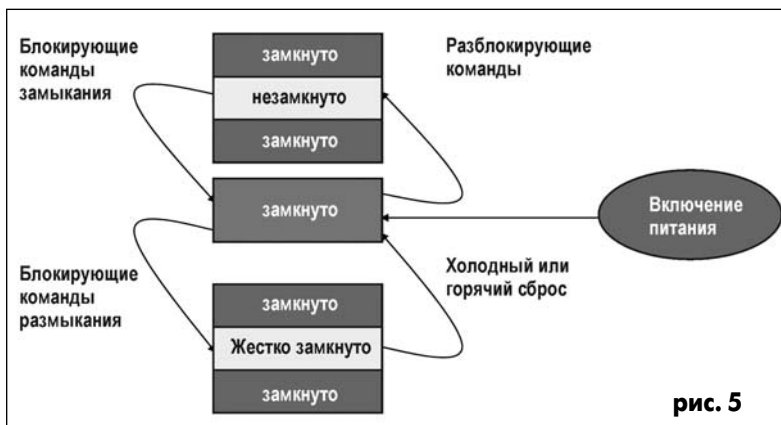 Блокирующие
команды
замыкания
замкнуто
незамкнуто
замкнуто
Разблокирующие
команды
замкнуто
Включение
питания
Блокирующие
команды
размыкания
Холодный или
горячий сброс
замкнуто
Жестко замкнуто
замкнуто
рис. 5